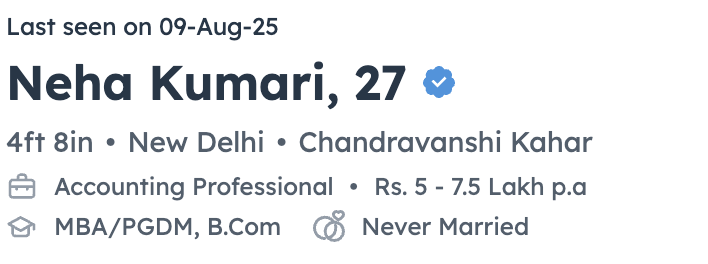 Last seen on 09-Aug-25
Neha Kumari, 27
4ft 8in • New Delhi • Chandravanshi Kahar
Accounting Professional • Rs. 5 - 7.5 Lakh p.a
MBA/PGDM, B.Com Never Married